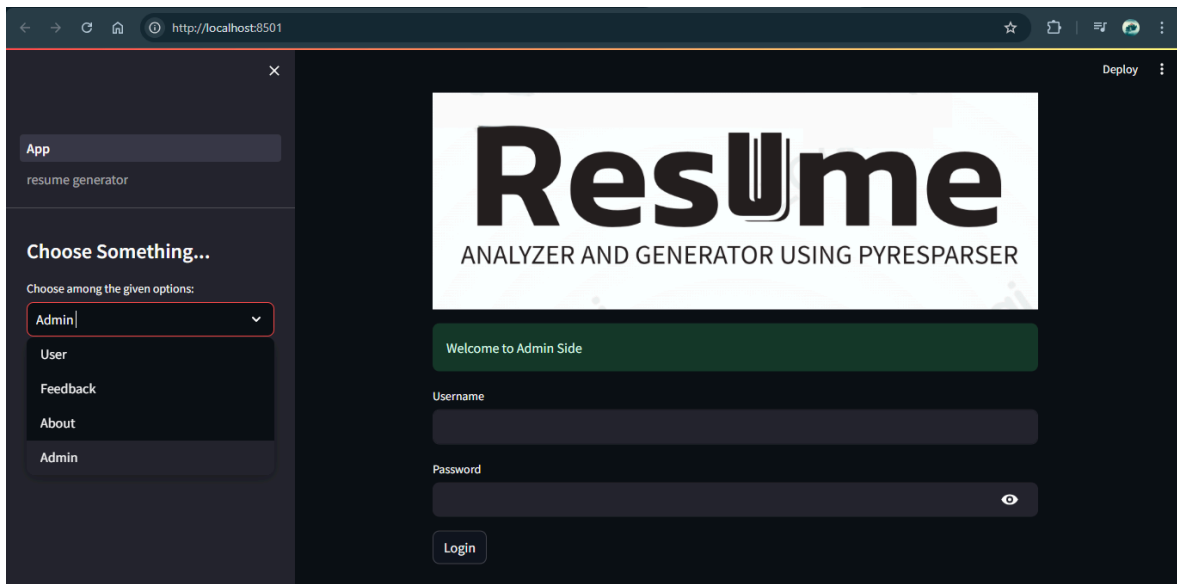 http://localhost:8501
Deploy
App
resume generator
Choose Something...
Choose among the given options:
Admin
User
Feedback
About
Admin
ResUme
ANALYZER AND GENERATOR USING PYRESPARSER
Welcome to Admin Side
Username
Password
Login